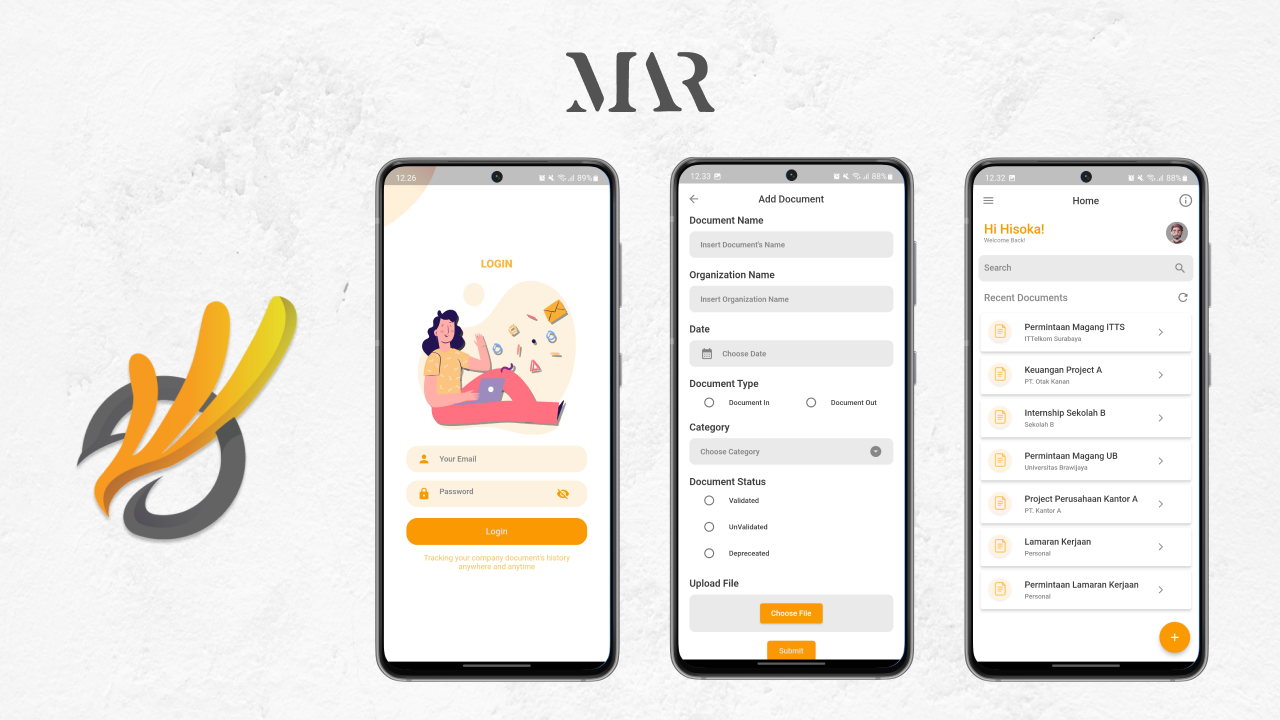 MAR
12.26
89%
LOGIN
Your Email
Password
Login
Tracking your company document's history
anywhere and anytime
12.33
88%
Add Document
Document Name
Insert Document's Name
Organization Name
Insert Organization Name
Date
Choose Date
Document Type
Document In
Document Out
Category
Choose Category
Document Status
Validated
UnValidated
Depreceated
Upload File
Choose File
Submit
12.32
88%
Home
Hi Hisoka!
Welcome Back!
Search
Recent Documents
Permintaan Magang ITTS
ITTelkom Surabaya
Keuangan Project A
PT. Otak Kanan
Internship Sekolah B
Sekolah B
Permintaan Magang UB
Universitas Brawijaya
Project Perusahaan Kantor A
PT. Kantor A
Lamaran Kerjaan
Personal
Permintaan Lamaran Kerjaan
Personal
+